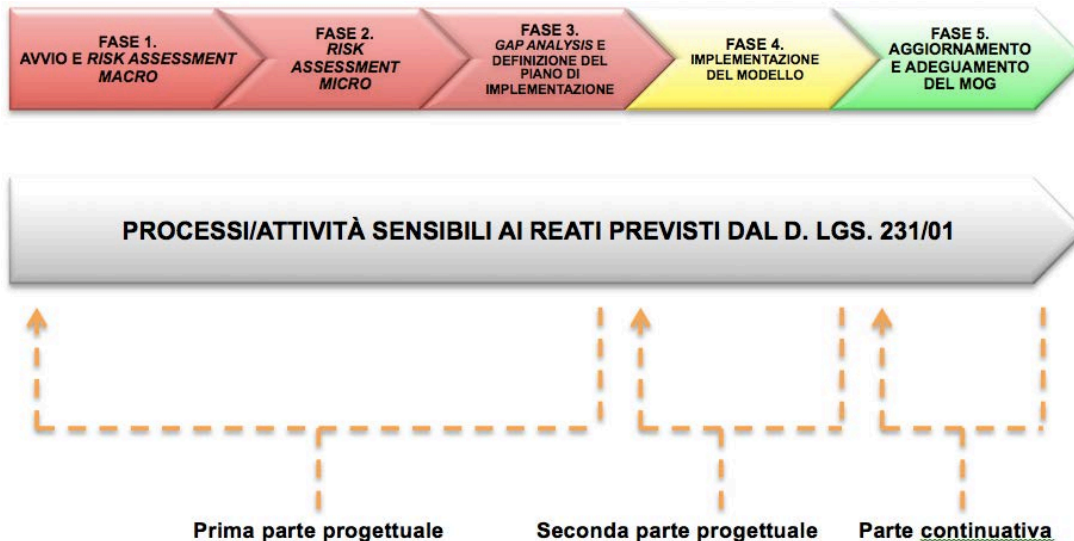 FASE 1.
AVVIO E RISK ASSESSMENT
MACRO
FASE 2.
RISK
ASSESSMENT
MICRO
FASE 3.
GAP ANALYSIS E
DEFINIZIONE DEL
PIANO DI
IMPLEMENTAZIONE
FASE 4.
IMPLEMENTAZIONE
DEL MODELLO
FASE 5.
AGGIORNAMENTO
E ADEGUAMENTO
DEL MOG
PROCESSI/ATTIVITÀ SENSIBILI AI REATI PREVISTI DAL D. LGS. 231/01
Prima parte progettuale
Seconda parte progettuale
Parte continuativa